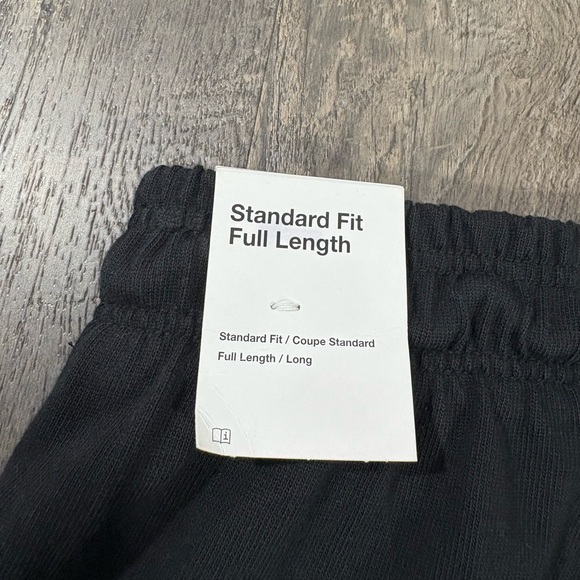 Standard Fit
Full Length
Standard Fit / Coupe Standard
Full Length / Long
i